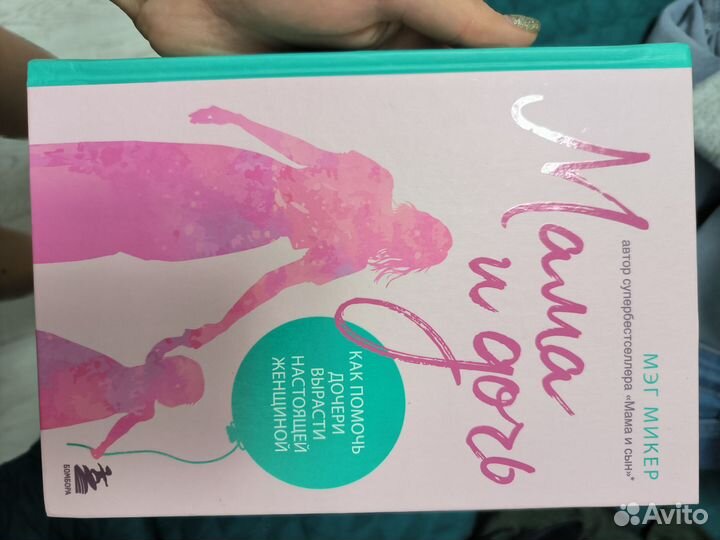 МЭГ МИКЕР
автор супербестселлера «Мама и сын»*
Мама
и дочь
КАК ПОМОЧЬ
ДОЧЕРИ
ВЫРАСТИ
НАСТОЯЩЕЙ
ЖЕНЩИНОЙ
БОМБОРА
Avito